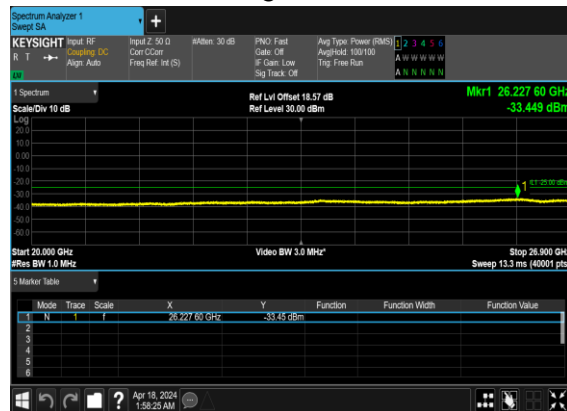 Spectrum Analyzer 1
Swept SA
+
KEYSIGHT Input: RF Input Z: 50 Ω #Atten: 30 dB PNO: Fast Avg Type: Power (RMS) 1 2 3 4 5 6
R T Coupling: DC Corr CCorr Gate: Off Avg|Hold: 100/100 A W W W W W
Align: Auto Freq Ref: Int (S) IF Gain: Low Trig: Free Run
Sig Track: Off A N N N N N
LW
1 Spectrum Ref Lvl Offset 18.57 dB Mkr1 26.227 60 GHz
Scale/Div 10 dB Ref Level 30.00 dBm -33.449 dBm
Log
20.0
10.0
0.00
-10.0
-20.0
-30.0
-40.0
-50.0
-60.0
1
Start 20.000 GHz Video BW 3.0 MHz* Stop 26.900 GHz
#Res BW 1.0 MHz Sweep 13.3 ms (40001 pts
5 Marker Table
Mode Trace Scale X Y Function Function Width Function Value
1 N 1 f 26.227 60 GHz -33.45 dBm
2
3
4
5
6
? Apr 18, 2024
1:58:25 AM